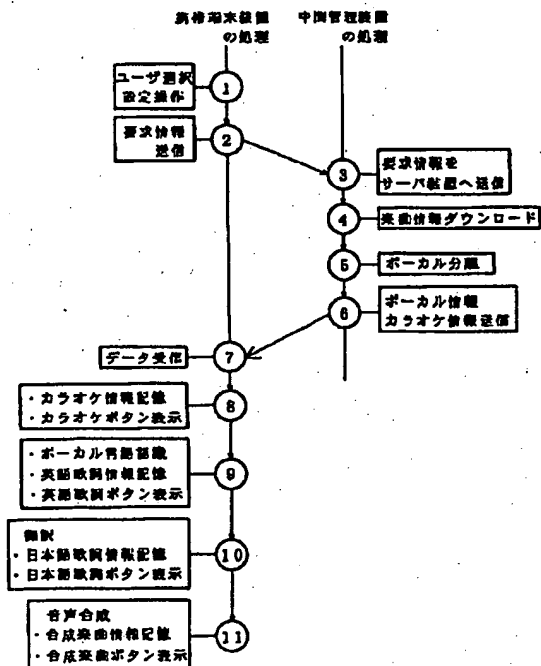 携帯端末装置
の処理
中間管理装置
の処理
ユーザ選択
設定操作
1
要求情報
送信
2
3
要求情報を
サーバ装置へ送信
4
楽曲情報ダウンロード
5
ボーカル分離
6
ボーカル情報
カラオケ情報送信
データ受信
7
・カラオケ情報記憶
・カラオケボタン表示
8
・ボーカル言語認識
・英語歌詞情報記憶
・英語歌詞ボタン表示
9
翻訳
・日本語歌詞情報記憶
・日本語歌詞ボタン表示
10
音声合成
・合成楽曲情報記憶
・合成楽曲ボタン表示
11